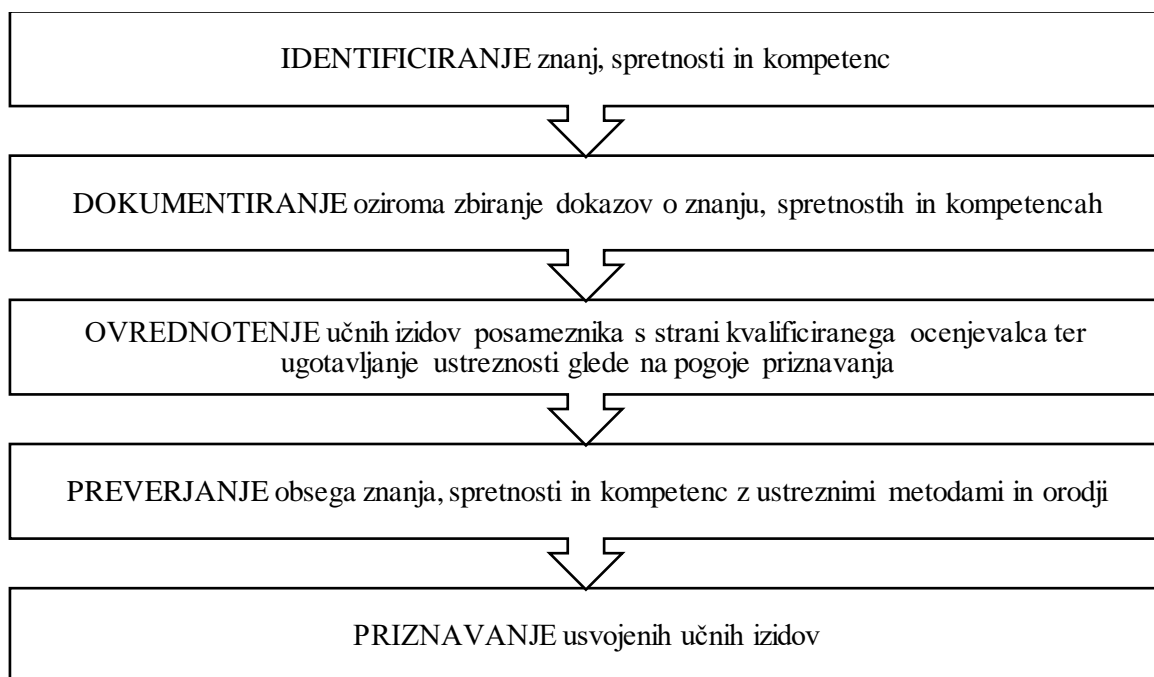 IDENTIFICIRANJE znanj, spretnosti in kompetenc
DOKUMENTIRANJE oziroma zbiranje dokazov o znanju, spretnostih in kompetencah
OVREDNOTENJE učnih izidov posameznika s strani kvalificiranega ocenjevalca ter
ugotavljanje ustreznosti glede na pogoje priznavanja
PREVERJANJE obsega znanja, spretnosti in kompetenc z ustreznimi metodami in orodji
PRIZNAVANJE usvojenih učnih izidov